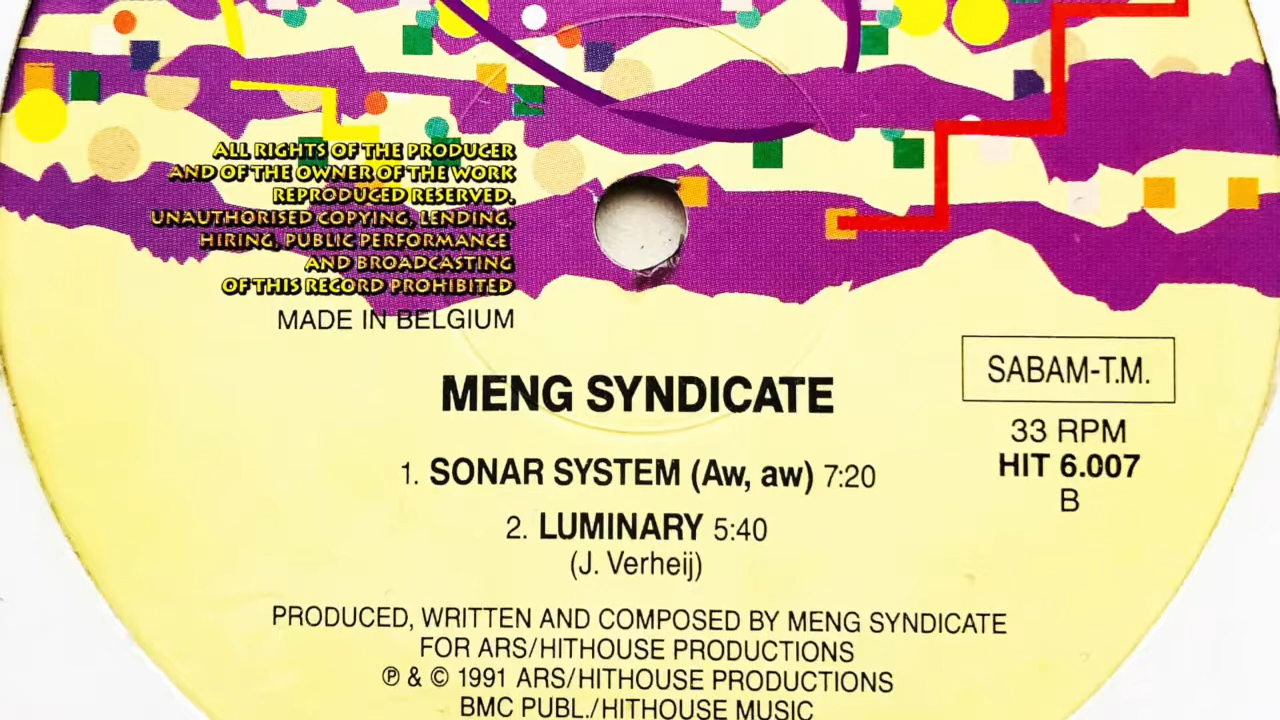 ALL RIGHTS OF THE PRODUCER
AND OF THE OWNER OF THE WORK
REPRODUCED RESERVED.
UNAUTHORISED COPYING, LENDING,
HIRING, PUBLIC PERFORMANCE
AND BROADCASTING
OF THIS RECORD PROHIBITED
MADE IN BELGIUM
SABAM-T.M.
33 RPM
HIT 6.007
B
MENG SYNDICATE
1. SONAR SYSTEM (Aw, aw) 7:20
2. LUMINARY 5:40
(J. Verheij)
PRODUCED, WRITTEN AND COMPOSED BY MENG SYNDICATE
FOR ARS/HITHOUSE PRODUCTIONS
℗ & © 1991 ARS/HITHOUSE PRODUCTIONS
BMC PUBL./HITHOUSE MUSIC